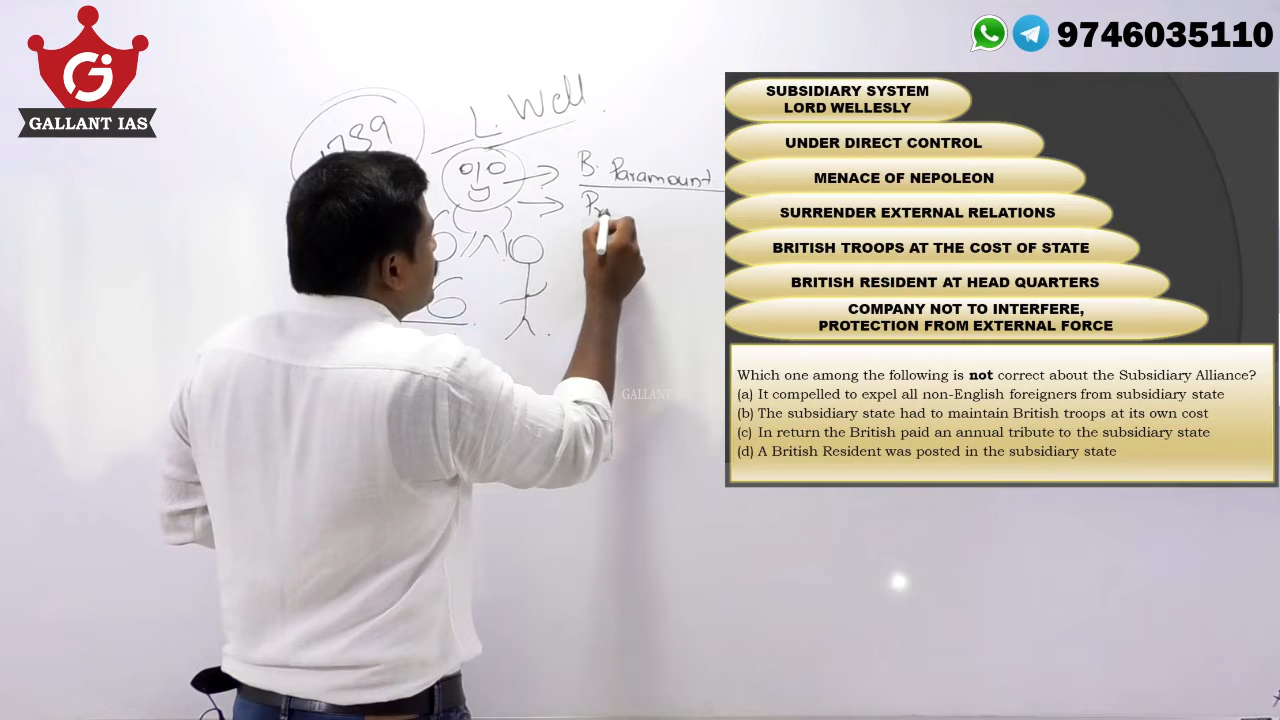 GALLANT IAS
9746035110
1789
L. Well
B. Paramount
SUBSIDIARY SYSTEM
LORD WELLESLY
UNDER DIRECT CONTROL
MENACE OF NEPOLEON
SURRENDER EXTERNAL RELATIONS
BRITISH TROOPS AT THE COST OF STATE
BRITISH RESIDENT AT HEAD QUARTERS
COMPANY NOT TO INTERFERE,
PROTECTION FROM EXTERNAL FORCE
GALLANT
Which one among the following is not correct about the Subsidiary Alliance?
(a) It compelled to expel all non-English foreigners from subsidiary state
(b) The subsidiary state had to maintain British troops at its own cost
(c) In return the British paid an annual tribute to the subsidiary state
(d) A British Resident was posted in the subsidiary state